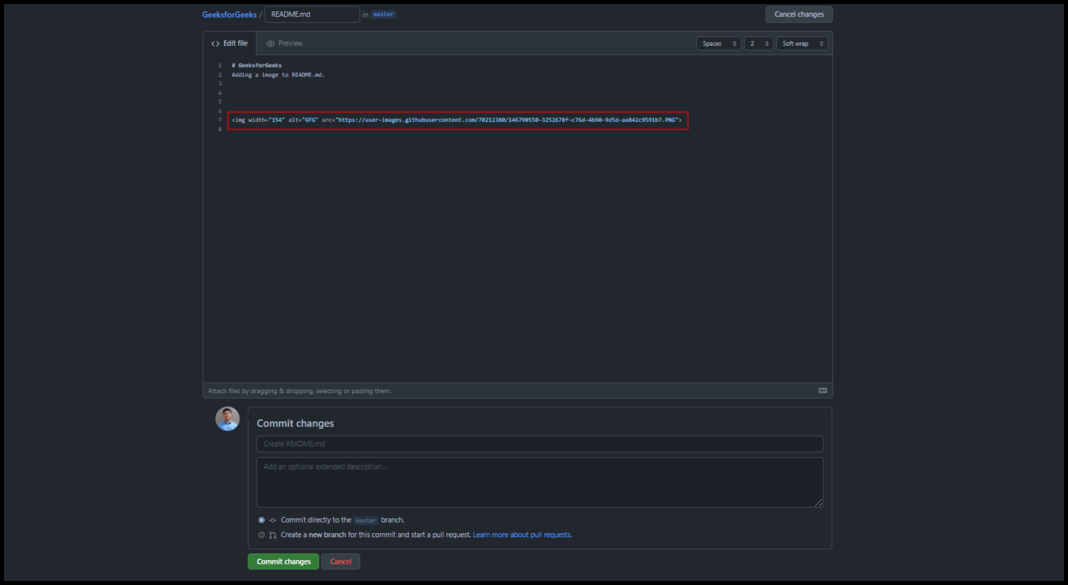 GeeksforGeeks / README.md in master Cancel changes
<> Edit file Preview Spaces 2 Soft wrap
1 # GeeksforGeeks
2 Adding a image to README.md.
3
4
5
6
7 <img width="154" alt="GFG" src="https://user-images.githubusercontent.com/70212380/146790550-3252670f-c76d-4b90-9d5d-aa842c9591b7.PNG">
8
Attach files by dragging & dropping, selecting or pasting them.
Commit changes
Create README.md
Add an optional extended description...
Commit directly to the master branch.
Create a new branch for this commit and start a pull request. Learn more about pull requests.
Commit changes Cancel